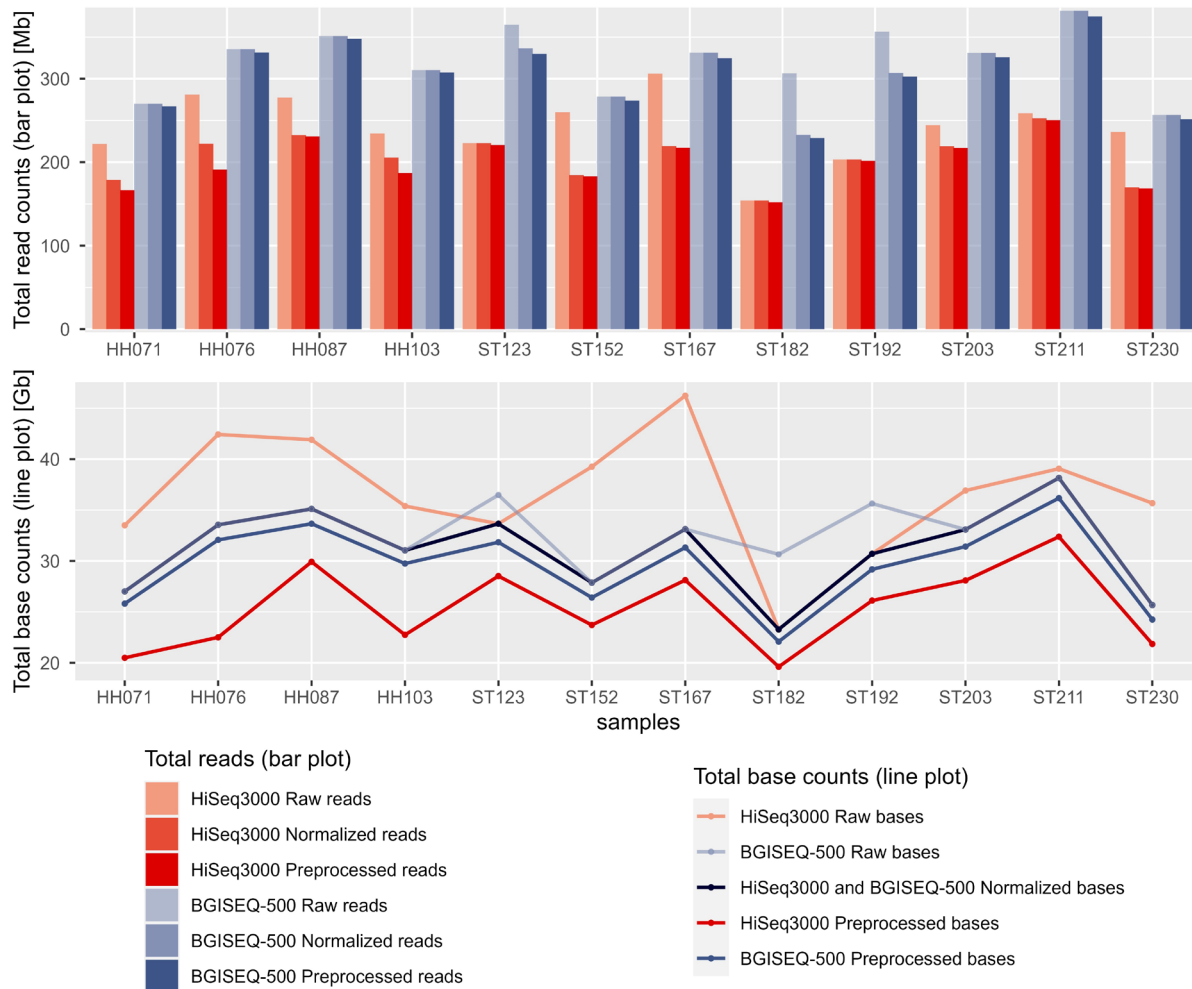 Total read counts (bar plot) [Mb]
300
200
100
0
HH071 HH076 HH087 HH103 ST123 ST152 ST167 ST182 ST192 ST203 ST211 ST230
Total base counts (line plot) [Gb]
40
30
20
HH071 HH076 HH087 HH103 ST123 ST152 ST167 ST182 ST192 ST203 ST211 ST230
samples
Total reads (bar plot)
HiSeq3000 Raw reads
HiSeq3000 Normalized reads
HiSeq3000 Preprocessed reads
BGISEQ-500 Raw reads
BGISEQ-500 Normalized reads
BGISEQ-500 Preprocessed reads
Total base counts (line plot)
HiSeq3000 Raw bases
BGISEQ-500 Raw bases
HiSeq3000 and BGISEQ-500 Normalized bases
HiSeq3000 Preprocessed bases
BGISEQ-500 Preprocessed bases